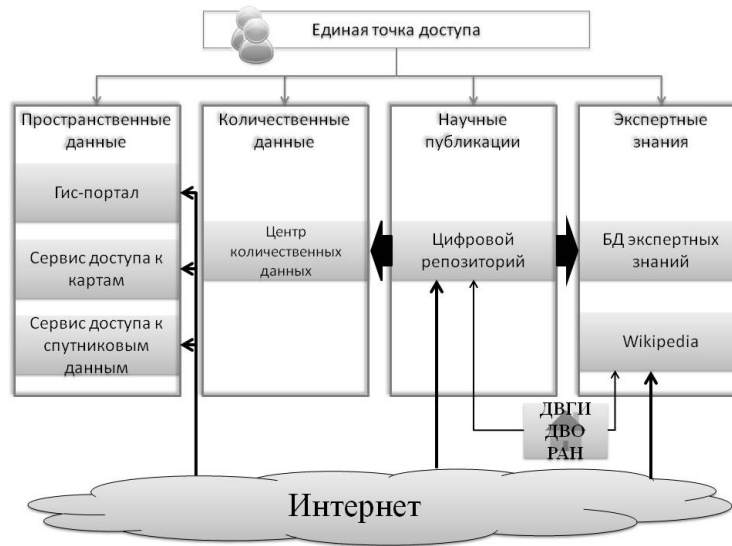 Единая точка доступа
Пространственные
данные
Гис-портал
Сервис доступа к
картам
Сервис доступа к
спутниковым
данным
Количественные
данные
Центр
количественных
данных
Научные
публикации
Цифровой
репозиторий
Экспертные
знания
БД экспертных
знаний
Wikipedia
ДВГИ
ДВО
РАН
Интернет